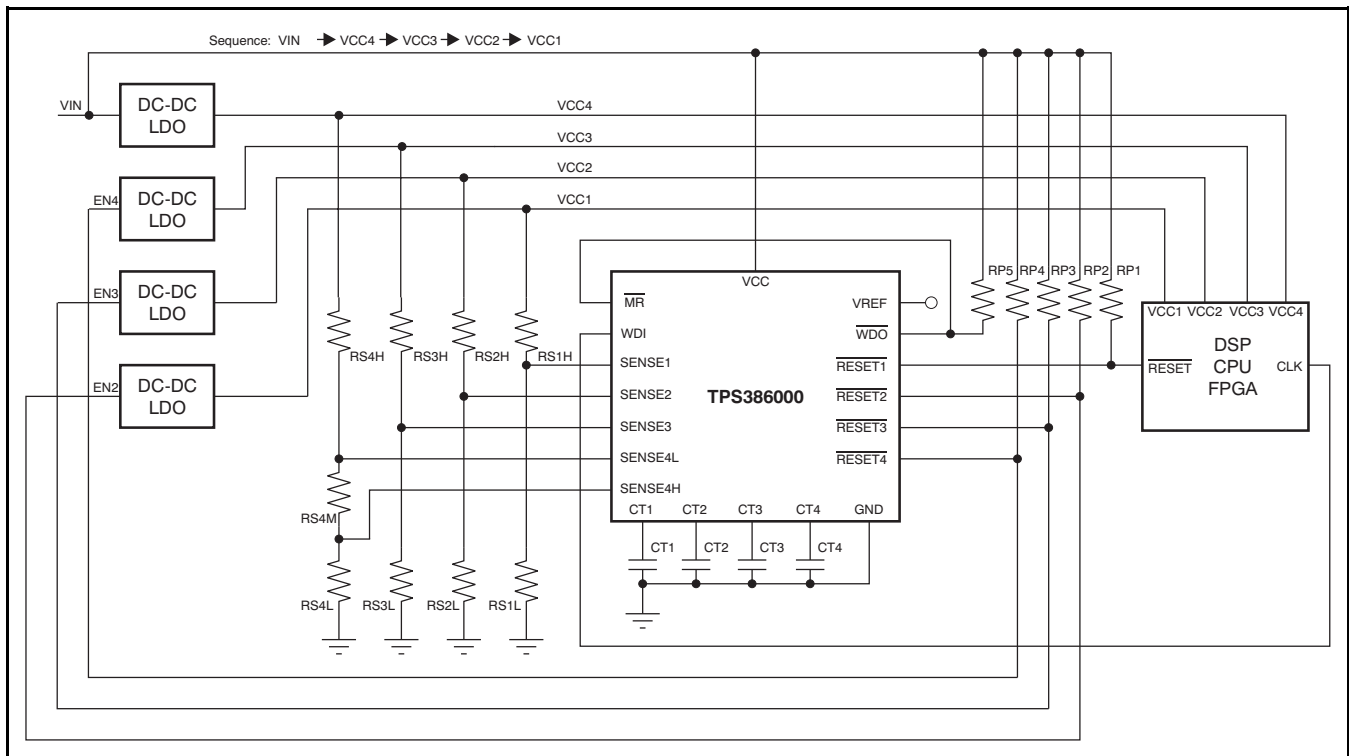 Sequence: VIN VCC4 VCC3 VCC2 VCC1
VIN
DC-DC
LDO
VCC4
VCC3
EN4
DC-DC
LDO
VCC2
VCC1
EN3
DC-DC
LDO
EN2
DC-DC
LDO
RS4H
RS3H
RS2H
RS1H
RS4M
RS4L
RS3L
RS2L
RS1L
VCC
MR
WDI
SENSE1
SENSE2
SENSE3
SENSE4L
SENSE4H
TPS386000
VREF
WDO
RESET1
RESET2
RESET3
RESET4
CT1 CT2 CT3 CT4 GND
CT1 CT2 CT3 CT4
RP5 RP4 RP3 RP2 RP1
VCC1 VCC2 VCC3 VCC4
RESET
DSP
CPU
FPGA
CLK